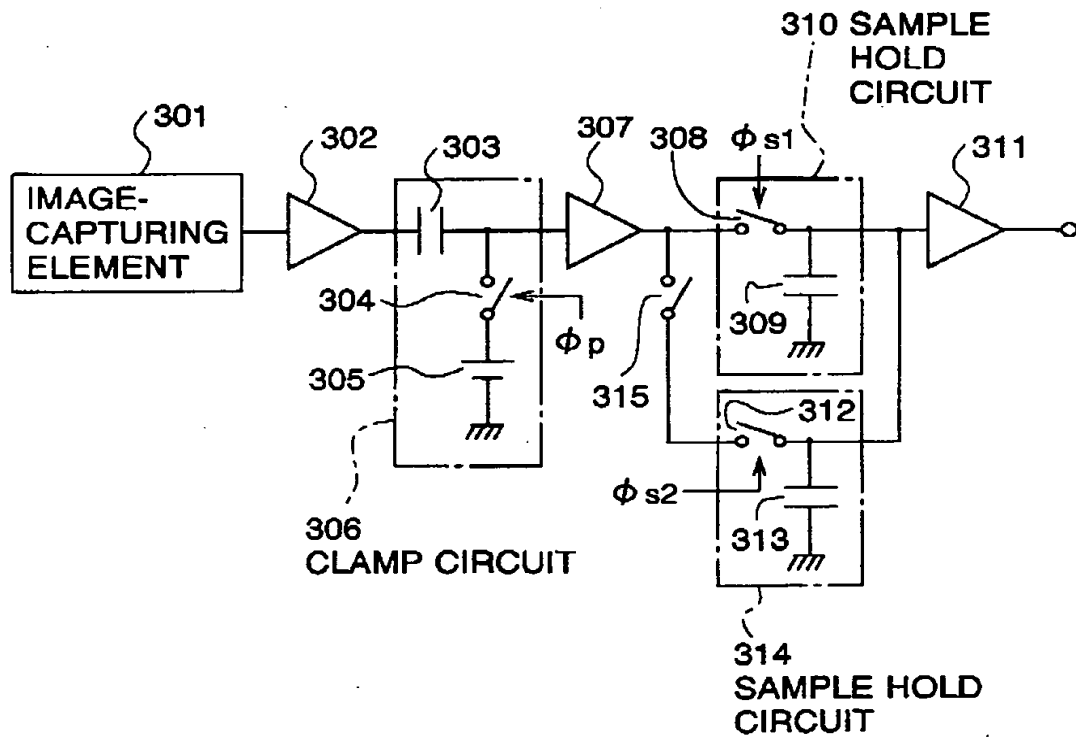 310 SAMPLE
HOLD
CIRCUIT
301
302
303
307
308
ϕs1
311
IMAGE-
CAPTURING
ELEMENT
304
ϕp
305
315
309
312
ϕs2
313
306
CLAMP CIRCUIT
314
SAMPLE HOLD
CIRCUIT